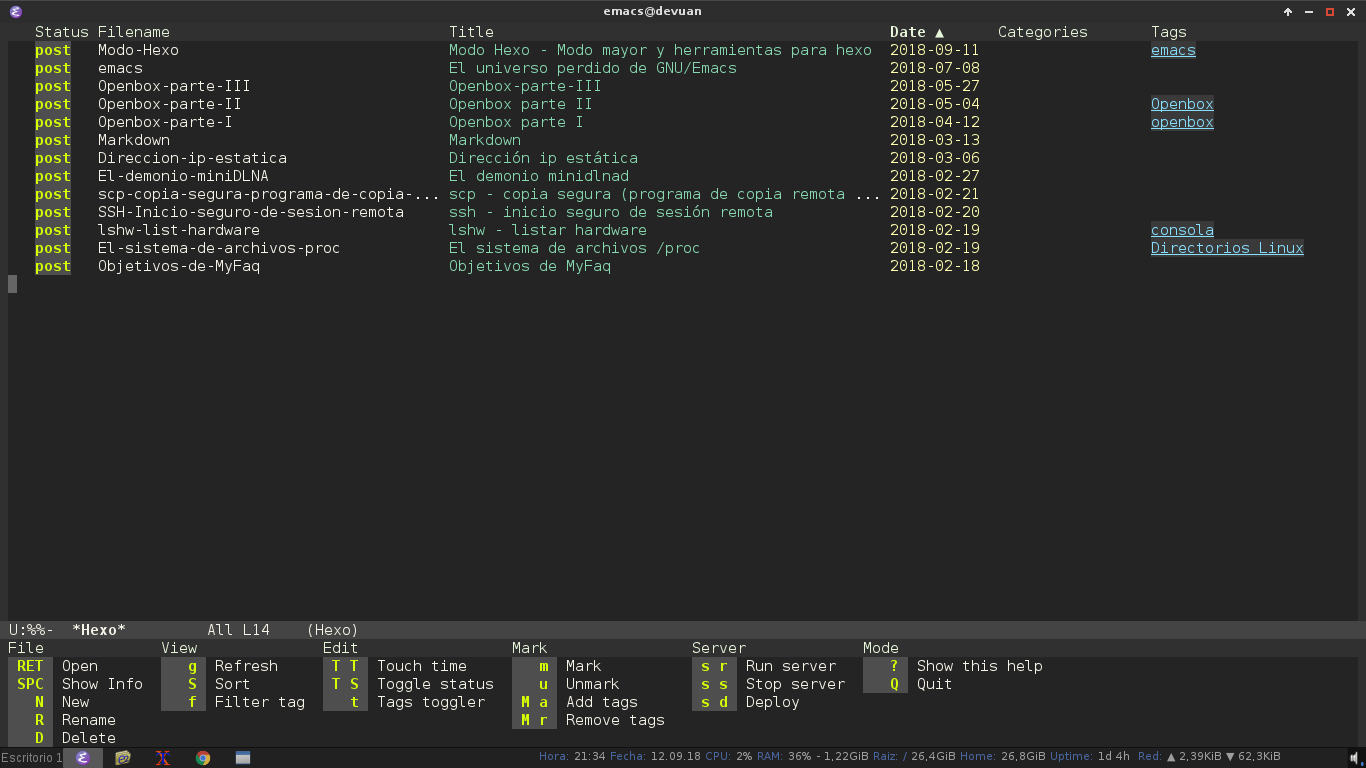 emacs@devuan
Status Filename Title Date ▲ Categories Tags
post Modo-Hexo Modo Hexo - Modo mayor y herramientas para hexo 2018-09-11 emacs
post emacs El universo perdido de GNU/Emacs 2018-07-08
post Openbox-parte-III Openbox-parte-III 2018-05-27
post Openbox-parte-II Openbox parte II 2018-05-04 Openbox
post Openbox-parte-I Openbox parte I 2018-04-12 openbox
post Markdown Markdown 2018-03-13
post Direccion-ip-estatica Dirección ip estática 2018-03-06
post El-demonio-miniDLNA El demonio minidlnad 2018-02-27
post scp-copia-segura-programa-de-copia-... scp - copia segura (programa de copia remota ... 2018-02-21
post SSH-Inicio-seguro-de-sesion-remota ssh - inicio seguro de sesión remota 2018-02-20
post lshw-list-hardware lshw - listar hardware 2018-02-19 consola
post El-sistema-de-archivos-proc El sistema de archivos /proc 2018-02-19 Directorios Linux
post Objetivos-de-MyFaq Objetivos de MyFaq 2018-02-18
U:%%- *Hexo* All L14 (Hexo)
File View Edit Mark Server Mode
RET Open g Refresh T T Touch time m Mark s r Run server ? Show this help
SPC Show Info S Sort T S Toggle status u Unmark s s Stop server Q Quit
N New f Filter tag t Tags toggler M a Add tags s d Deploy
R Rename M r Remove tags
D Delete
Escritorio 1 Hora: 21:34 Fecha: 12.09.18 CPU: 2% RAM: 36% - 1,22GiB Raiz: / 26,4GiB Home: 26,8GiB Uptime: 1d 4h Red: ▲ 2,39KiB ▼ 62,3KiB